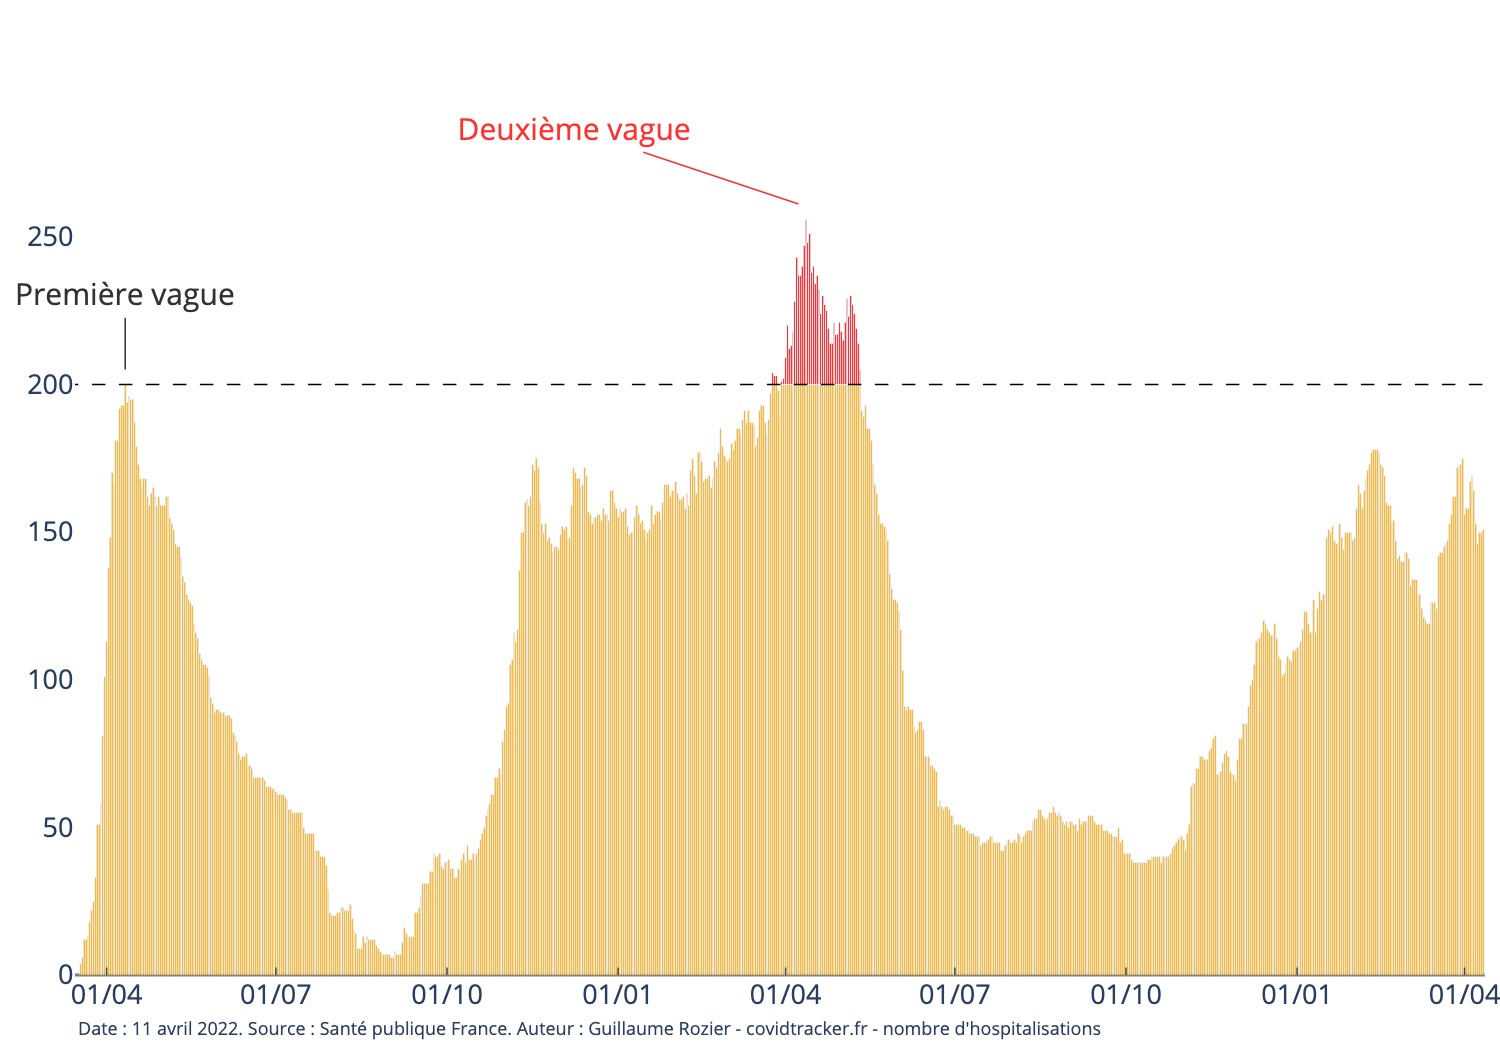 Deuxième vague
250
Première vague
200
150
100
50
0
01/04 01/07 01/10 01/01 01/04 01/07 01/10 01/01 01/04
Date : 11 avril 2022. Source : Santé publique France. Auteur : Guillaume Rozier - covidtracker.fr - nombre d'hospitalisations